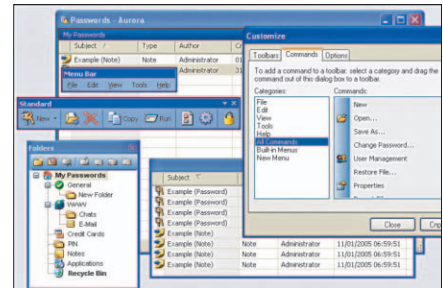 Passwords - Aurora
My Passwords
Subject Type Author
Example (Note) Note Administrator
Administrator
Menu Bar
File Edit View Tools Help
Standard
New Copy Run
Folders
My Passwords
General
New Folder
WWW
Chats
E-Mail
Credit Cards
PIN
Notes
Applications
Recycle Bin
Subject
Example (Password)
Example (Password)
Example (Password)
Example (Password)
Example (Note)
Example (Note) Note Administrator 11/01/2005 06:59:51
Example (Note) Note Administrator 11/01/2005 06:59:51
Example (Note) Note Administrator 11/01/2005 06:59:51
Customize
Toolbars Commands Options
To add a command to a toolbar: select a category and drag the
command out of this dialog box to a toolbar.
Categories: Commands:
File
Edit
View
Tools
Help
All Commands
Built-in Menus
New Menu
New
Open...
Save As...
Change Password...
User Management
Restore File...
Properties
Close